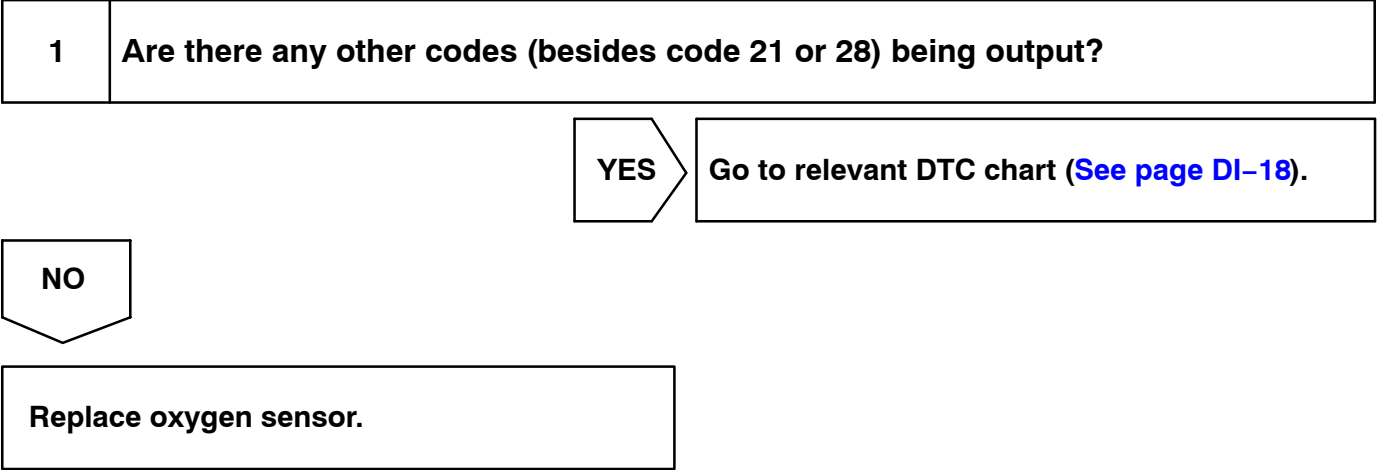 1 Are there any other codes (besides code 21 or 28) being output?
YES Go to relevant DTC chart (See page DI−18).
NO
Replace oxygen sensor.